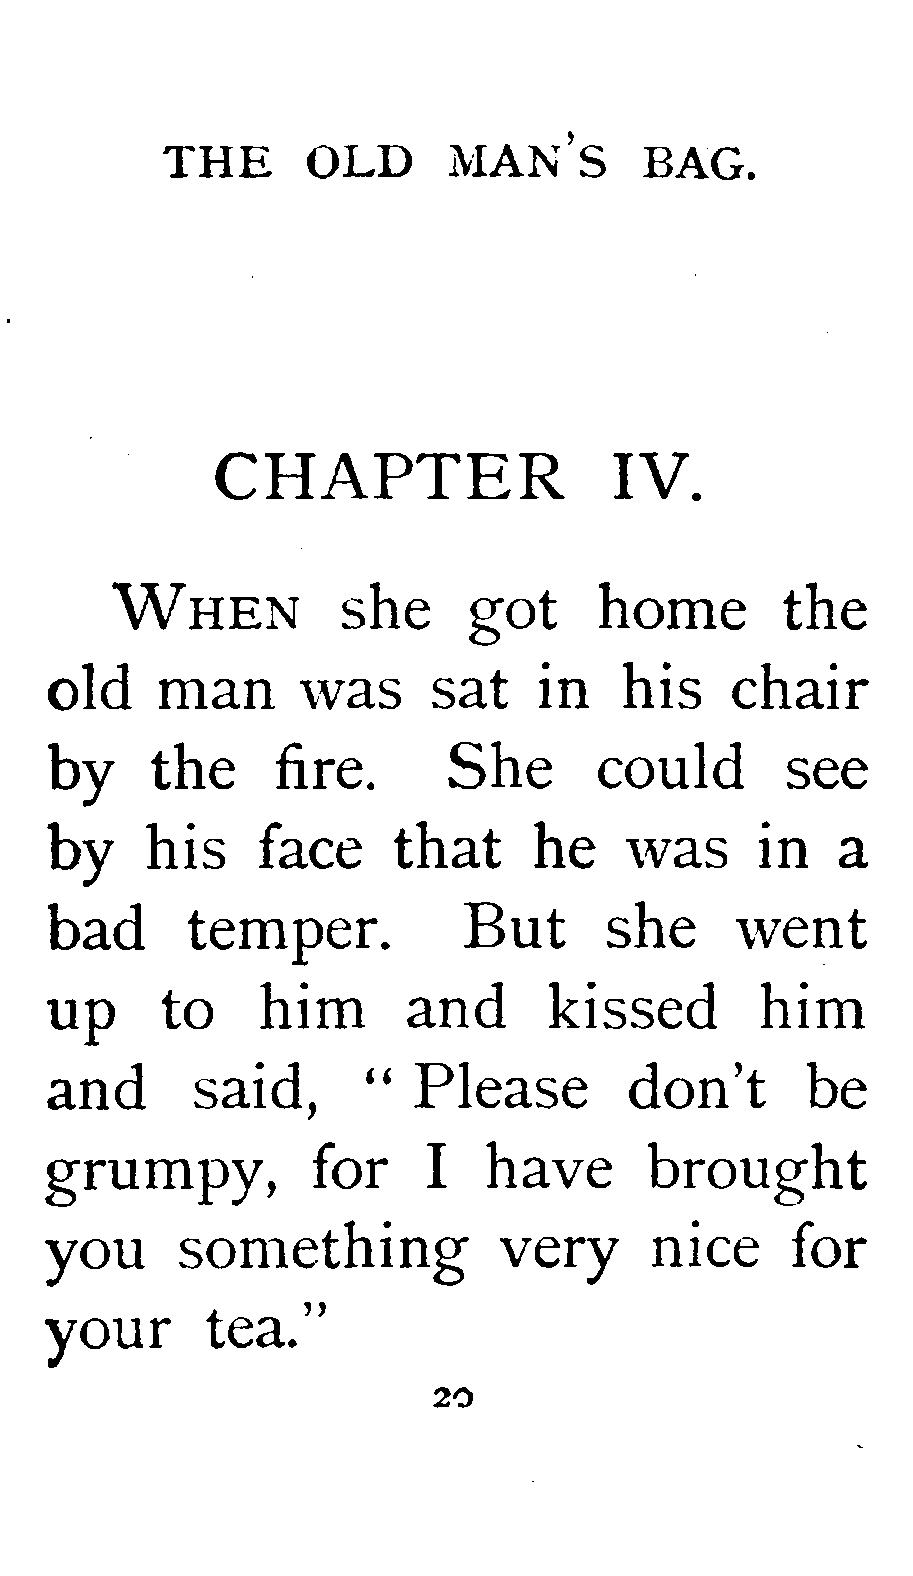 THE OLD MAN'S BAG.
CHAPTER IV.
WHEN she got home the
old man was sat in his chair
by the fire. She could see
by his face that he was in a
bad temper. But she went
up to him and kissed him
and said, “ Please don't be
grumpy, for I have brought
you something very nice for
your tea.”
20